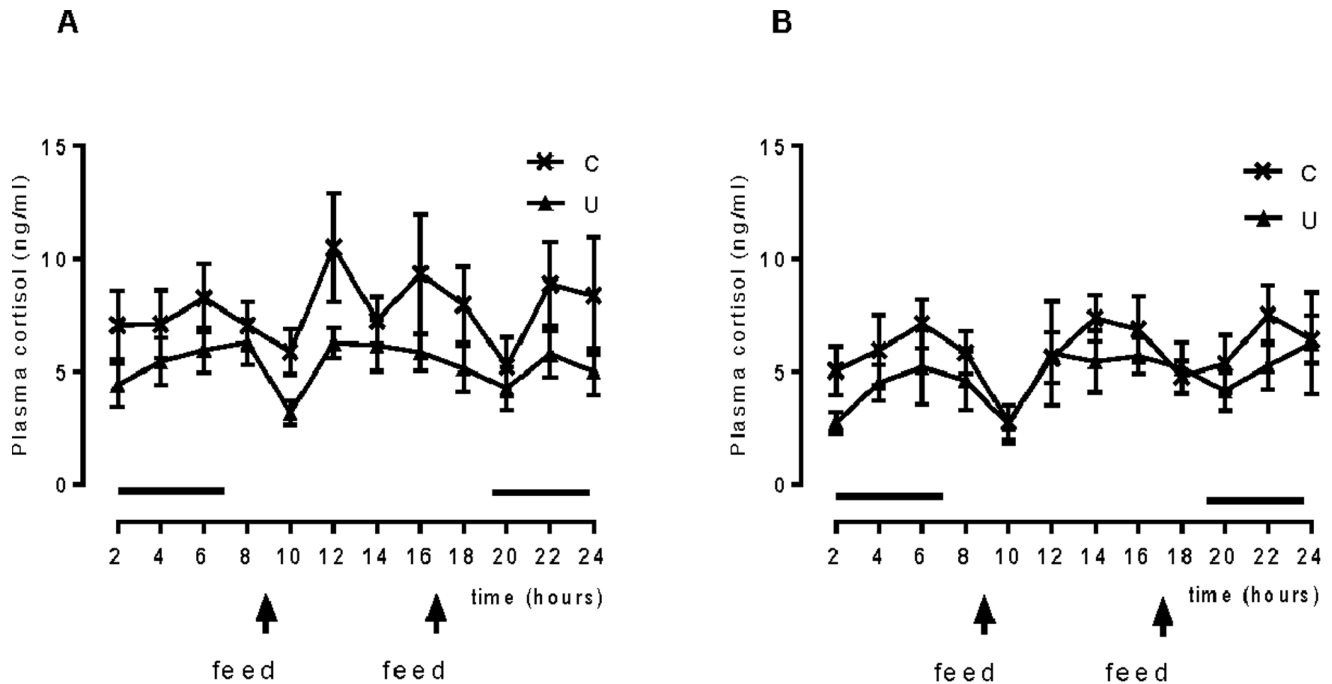 A
Plasma cortisol (ng/ml)
15
10
5
0
C
U
2 4 6 8 10 12 14 16 18 20 22 24
time (hours)
feed feed
B
Plasma cortisol (ng/ml)
15
10
5
0
C
U
2 4 6 8 10 12 14 16 18 20 22 24
time (hours)
feed feed